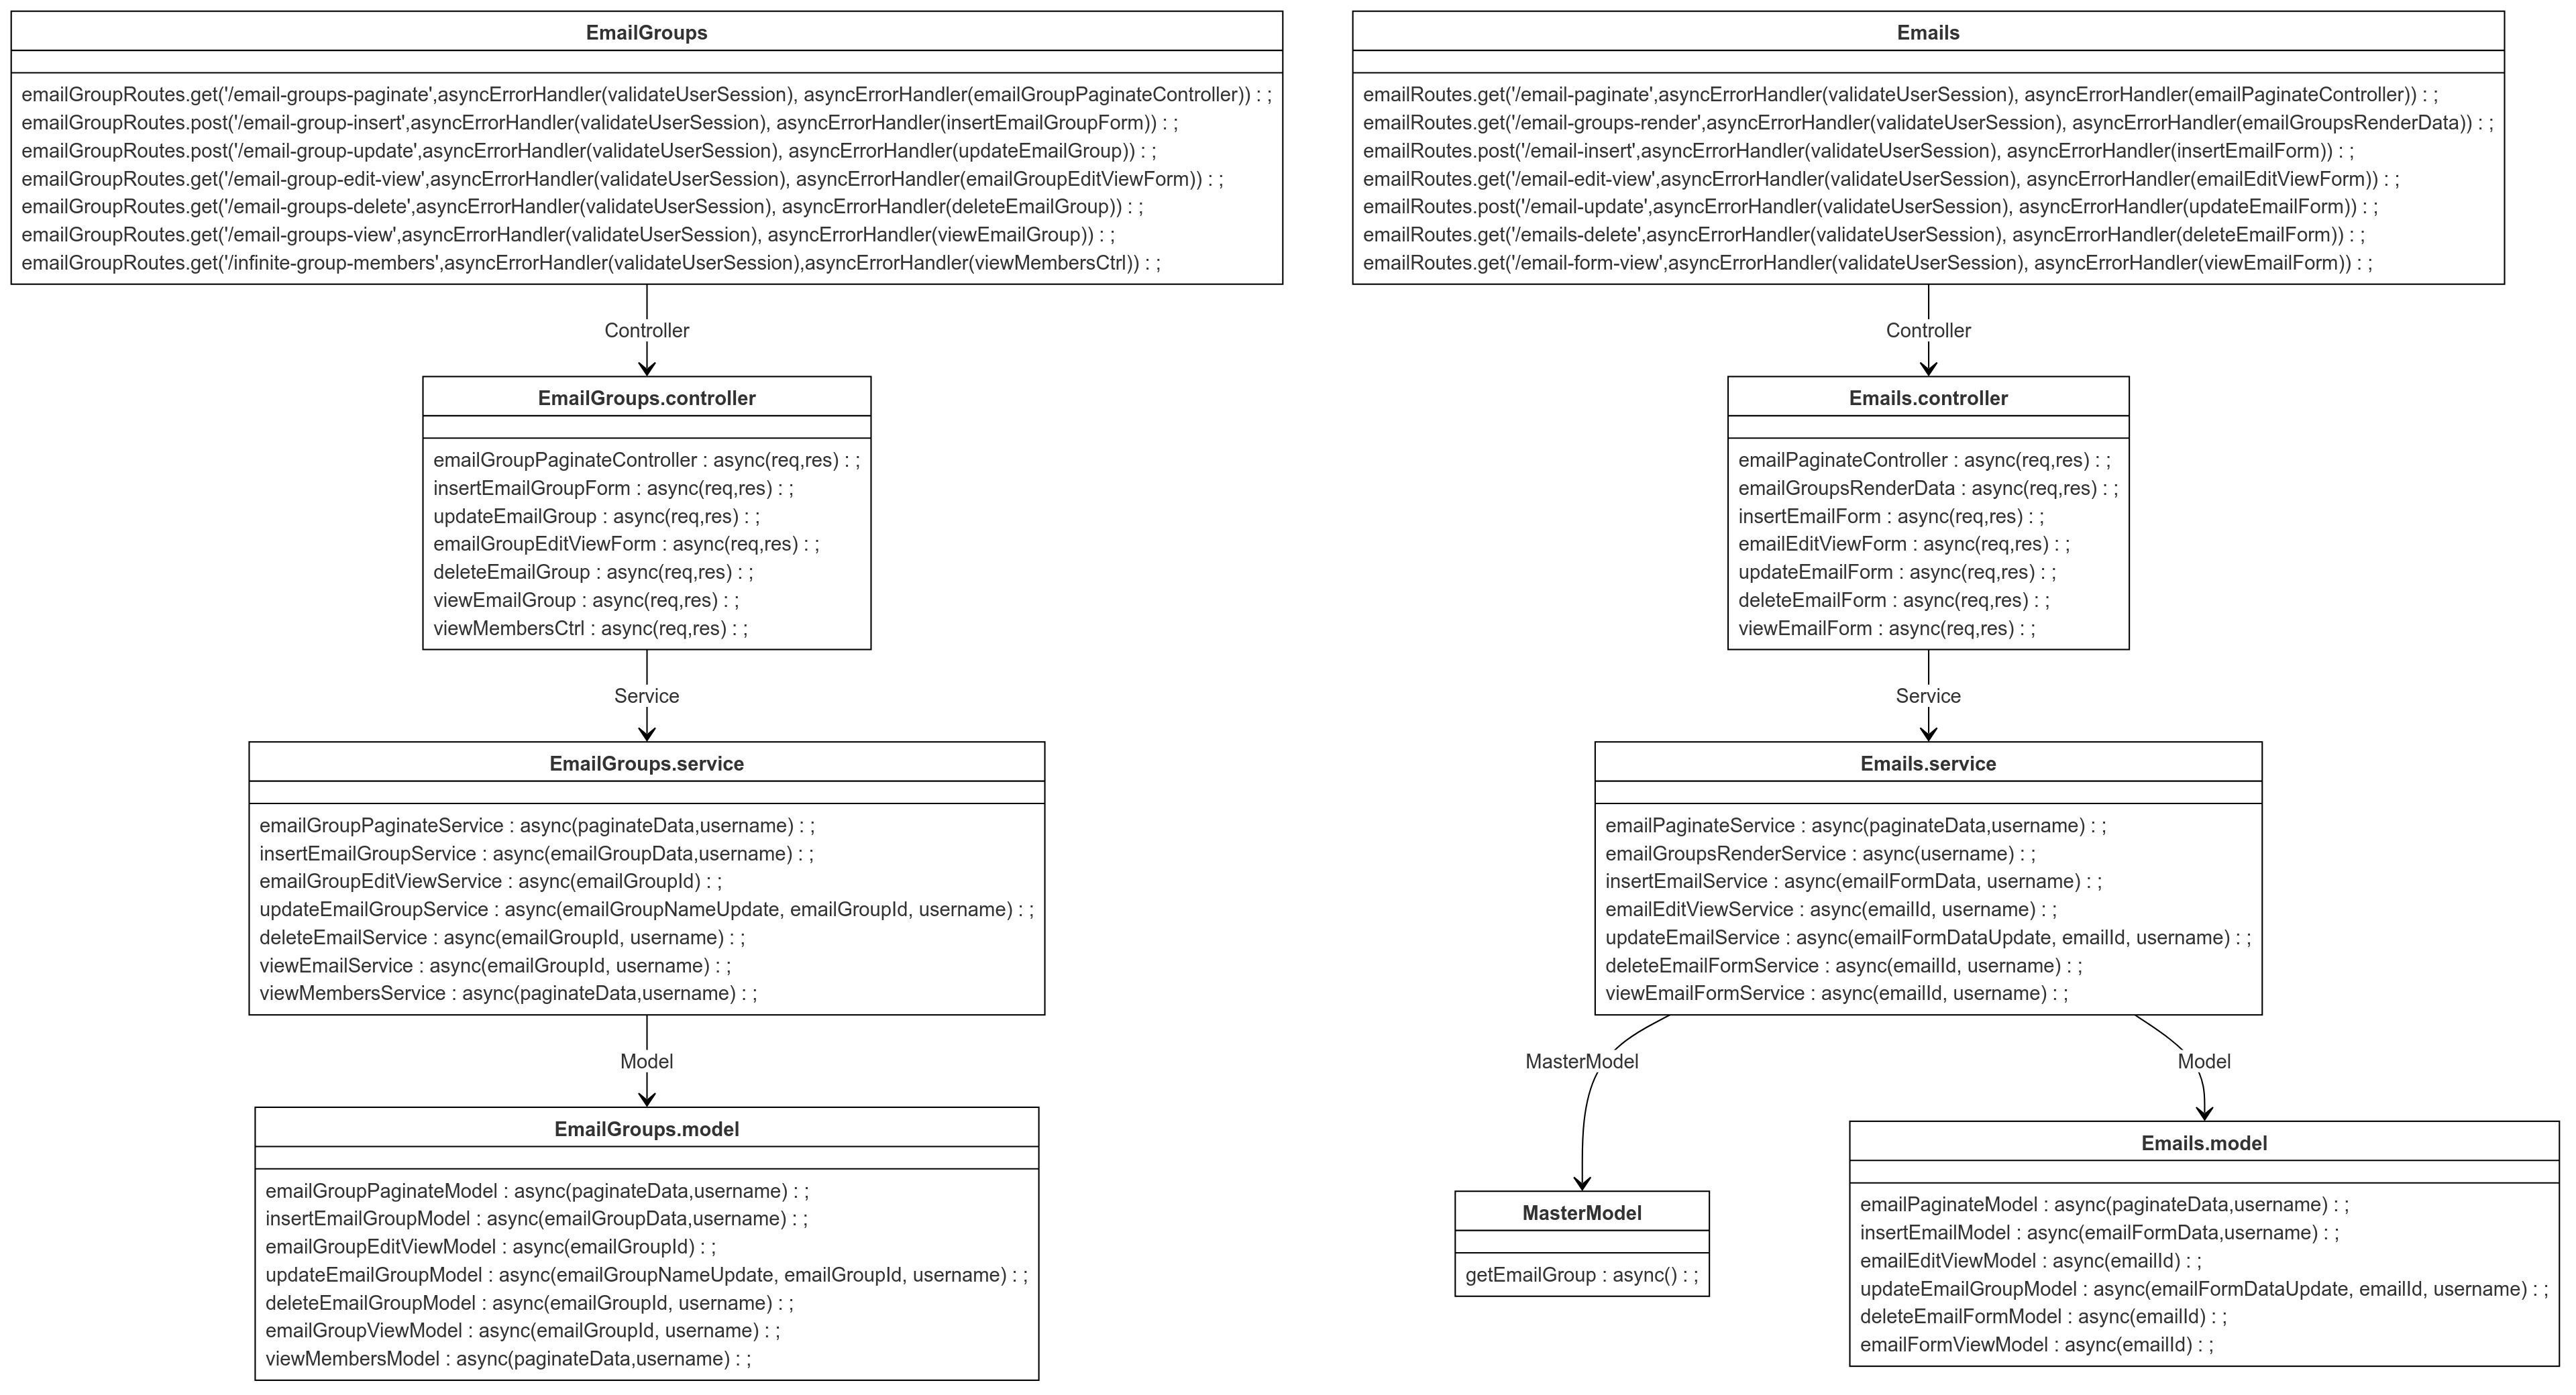 EmailGroups
emailGroupRoutes.get('/email-groups-paginate',asyncErrorHandler(validateUserSession), asyncErrorHandler(emailGroupPaginateController)) : ;
emailGroupRoutes.post('/email-group-insert',asyncErrorHandler(validateUserSession), asyncErrorHandler(insertEmailGroupForm)) : ;
emailGroupRoutes.post('/email-group-update',asyncErrorHandler(validateUserSession), asyncErrorHandler(updateEmailGroup)) : ;
emailGroupRoutes.get('/email-group-edit-view',asyncErrorHandler(validateUserSession), asyncErrorHandler(emailGroupEditViewForm)) : ;
emailGroupRoutes.get('/email-groups-delete',asyncErrorHandler(validateUserSession), asyncErrorHandler(deleteEmailGroup)) : ;
emailGroupRoutes.get('/email-groups-view',asyncErrorHandler(validateUserSession), asyncErrorHandler(viewEmailGroup)) : ;
emailGroupRoutes.get('/infinite-group-members',asyncErrorHandler(validateUserSession),asyncErrorHandler(viewMembersCtrl)) : ;
Controller
EmailGroups.controller
emailGroupPaginateController : async(req,res) : ;
insertEmailGroupForm : async(req,res) : ;
updateEmailGroup : async(req,res) : ;
emailGroupEditViewForm : async(req,res) : ;
deleteEmailGroup : async(req,res) : ;
viewEmailGroup : async(req,res) : ;
viewMembersCtrl : async(req,res) : ;
Service
EmailGroups.service
emailGroupPaginateService : async(paginateData,username) : ;
insertEmailGroupService : async(emailGroupData,username) : ;
emailGroupEditViewService : async(emailGroupId) : ;
updateEmailGroupService : async(emailGroupNameUpdate, emailGroupId, username) : ;
deleteEmailService : async(emailGroupId, username) : ;
viewEmailService : async(emailGroupId, username) : ;
viewMembersService : async(paginateData,username) : ;
Model
EmailGroups.model
emailGroupPaginateModel : async(paginateData,username) : ;
insertEmailGroupModel : async(emailGroupData,username) : ;
emailGroupEditViewModel : async(emailGroupId) : ;
updateEmailGroupModel : async(emailGroupNameUpdate, emailGroupId, username) : ;
deleteEmailGroupModel : async(emailGroupId, username) : ;
emailGroupViewModel : async(emailGroupId, username) : ;
viewMembersModel : async(paginateData,username) : ;
Emails
emailRoutes.get('/email-paginate',asyncErrorHandler(validateUserSession), asyncErrorHandler(emailPaginateController)) : ;
emailRoutes.get('/email-groups-render',asyncErrorHandler(validateUserSession), asyncErrorHandler(emailGroupsRenderData)) : ;
emailRoutes.post('/email-insert',asyncErrorHandler(validateUserSession), asyncErrorHandler(insertEmailForm)) : ;
emailRoutes.get('/email-edit-view',asyncErrorHandler(validateUserSession), asyncErrorHandler(emailEditViewForm)) : ;
emailRoutes.post('/email-update',asyncErrorHandler(validateUserSession), asyncErrorHandler(updateEmailForm)) : ;
emailRoutes.get('/emails-delete',asyncErrorHandler(validateUserSession), asyncErrorHandler(deleteEmailForm)) : ;
emailRoutes.get('/email-form-view',asyncErrorHandler(validateUserSession), asyncErrorHandler(viewEmailForm)) : ;
Controller
Emails.controller
emailPaginateController : async(req,res) : ;
emailGroupsRenderData : async(req,res) : ;
insertEmailForm : async(req,res) : ;
emailEditViewForm : async(req,res) : ;
updateEmailForm : async(req,res) : ;
deleteEmailForm : async(req,res) : ;
viewEmailForm : async(req,res) : ;
Service
Emails.service
emailPaginateService : async(paginateData,username) : ;
emailGroupsRenderService : async(username) : ;
insertEmailService : async(emailFormData, username) : ;
emailEditViewService : async(emailId, username) : ;
updateEmailService : async(emailFormDataUpdate, emailId, username) : ;
deleteEmailFormService : async(emailId, username) : ;
viewEmailFormService : async(emailId, username) : ;
MasterModel
MasterModel
getEmailGroup : async() : ;
Model
Emails.model
emailPaginateModel : async(paginateData,username) : ;
insertEmailModel : async(emailFormData,username) : ;
emailEditViewModel : async(emailId) : ;
updateEmailGroupModel : async(emailFormDataUpdate, emailId, username) : ;
deleteEmailFormModel : async(emailId) : ;
emailFormViewModel : async(emailId) : ;